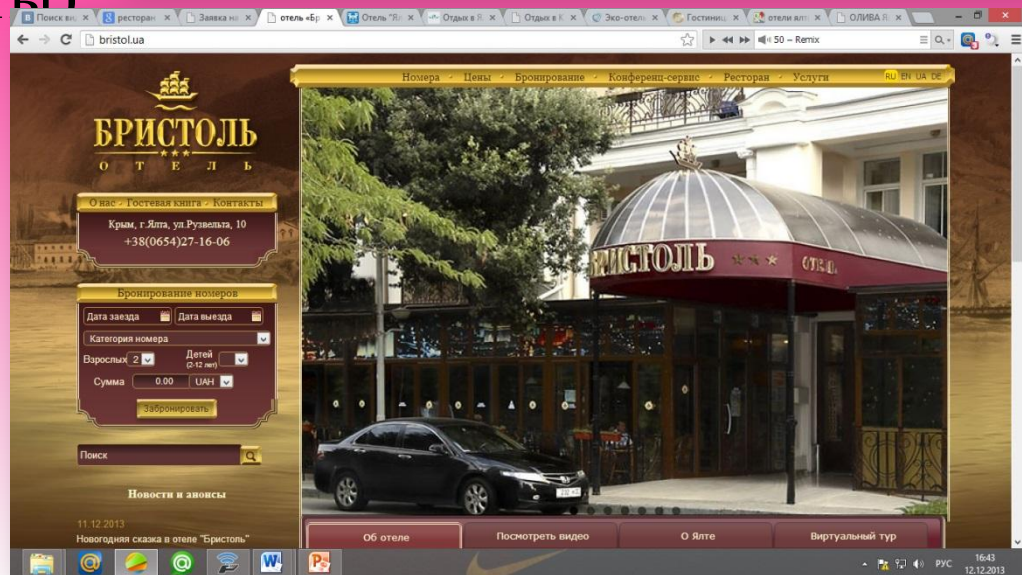 Поиск ви
ресторан
Заявка на
отель «Бр
Отель "Ял
Отдых в Я
Отдых в К
Эко-отель
Гостиниц
отели ялт
ОЛИВА Я
bristol.ua
50 – Remix
Номера
Цены
Бронирование
Конференц-сервис
Ресторан
Услуги
RU EN UA DE
БРИСТОЛЬ
ОТЕЛЬ
О нас - Гостевая книга - Контакты
Крым, г.Ялта, ул.Рузвельта, 10
+38(0654)27-16-06
БРИСТОЛЬ
Бронирование номеров
Дата заезда
Дата выезда
Категория номера
Взрослых 2
Детей
(2-12 лет)
Сумма 0.00 UAH
Забронировать
Поиск
Новости и анонсы
11.12.2013
Новогодняя сказка в отеле "Бристоль"
Об отеле
Посмотреть видео
О Ялте
Виртуальный тур
РУС
16:43
12.12.2013